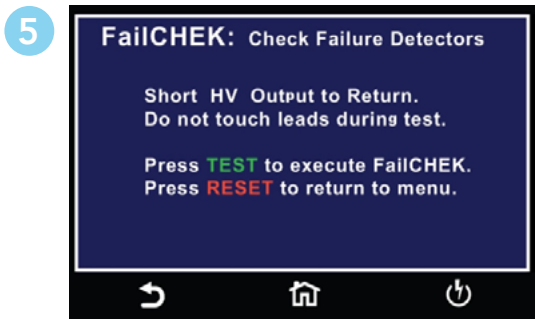 5
FailCHEK: Check Failure Detectors
Short HV Output to Return.
Do not touch leads during test.
Press TEST to execute FailCHEK.
Press RESET to return to menu.